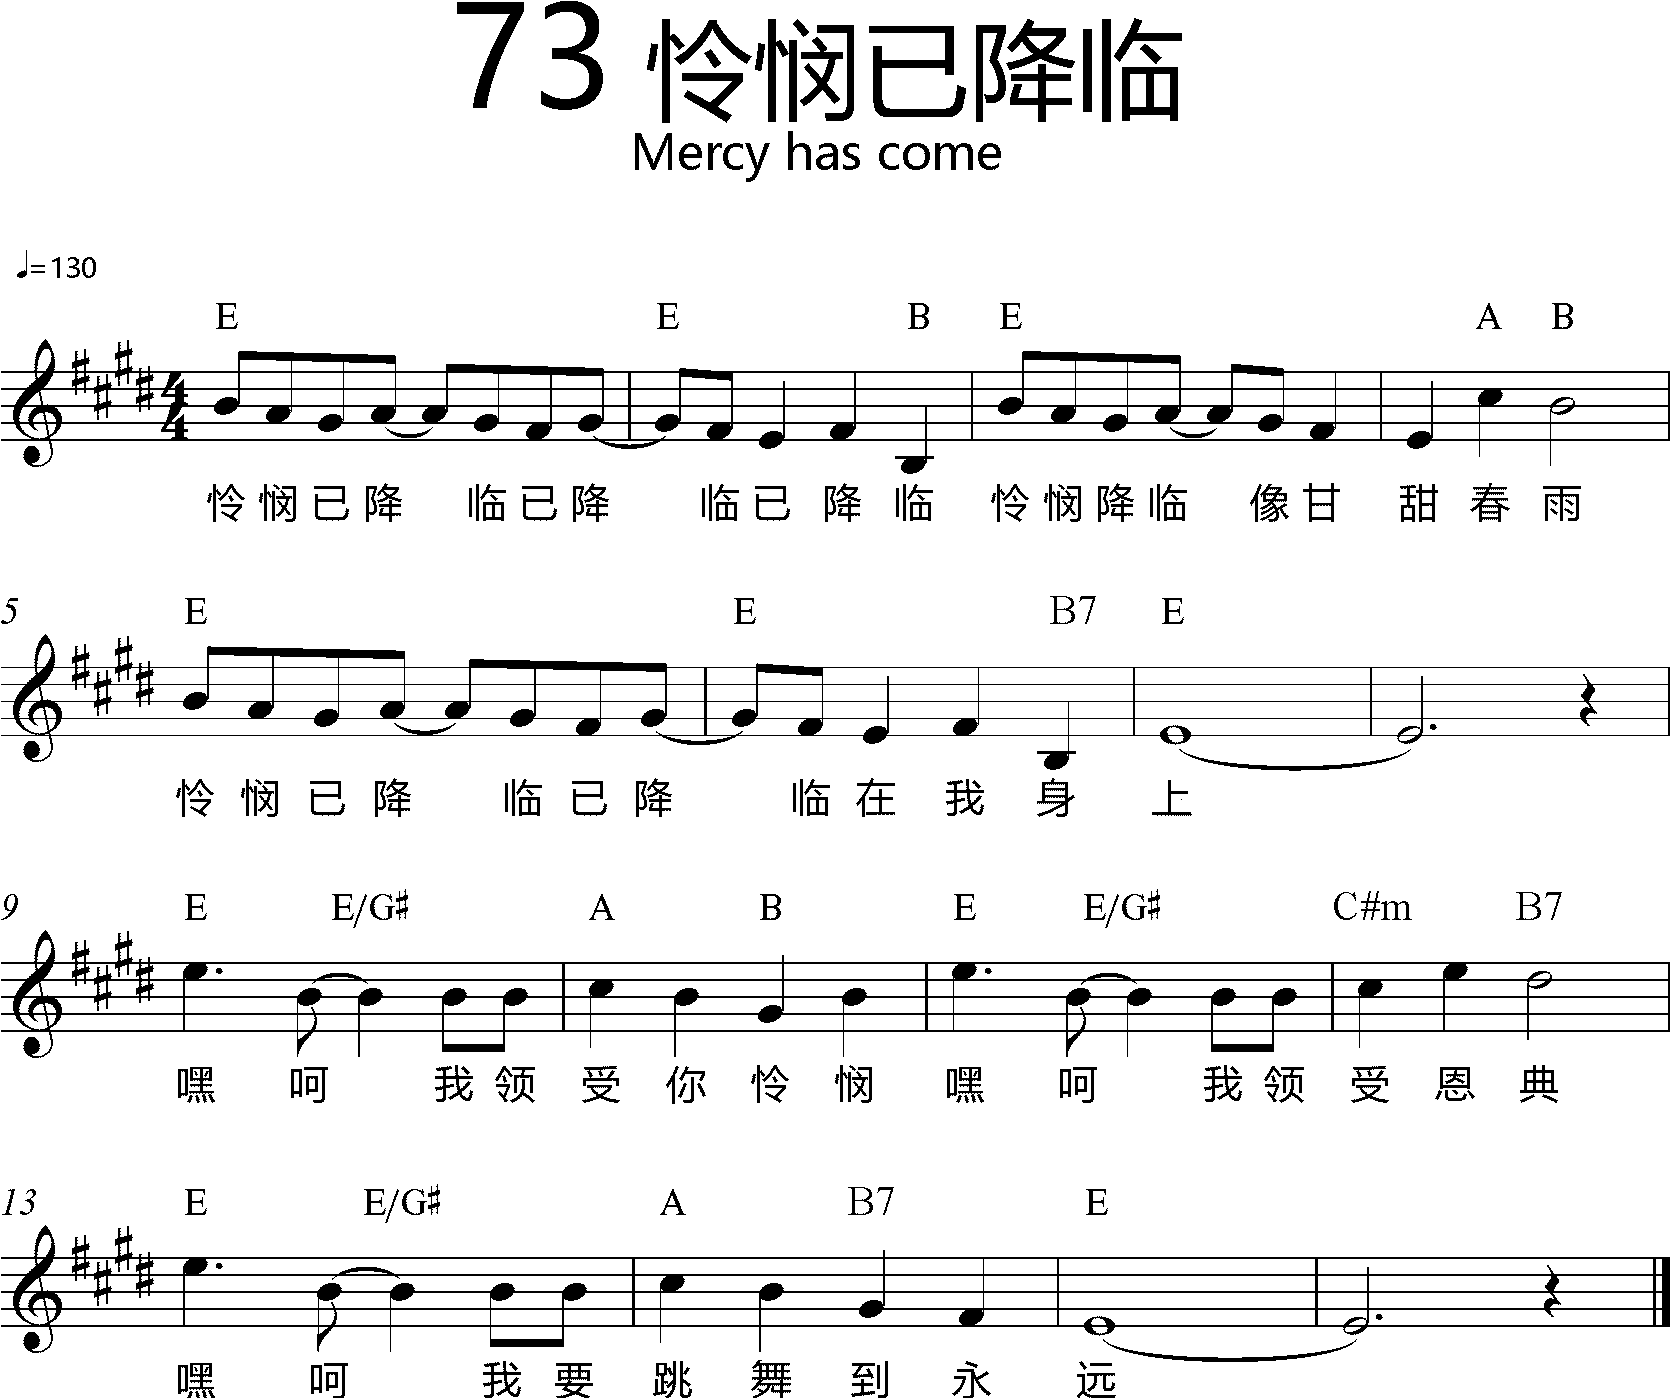 73 怜悯已降临
Mercy has come
♩=130
E E B E A B
4
4
怜悯已降 临已降 临已降临 怜悯降临 像甘甜春雨
5 E E B7 E
怜悯已降 临已降 临在我身上
9 E E/G♯ A B E E/G♯ C#m B7
嘿 呵 我领受你怜悯 嘿 呵 我领受恩典
13 E E/G♯ A B7 E
嘿 呵 我要跳舞到永远